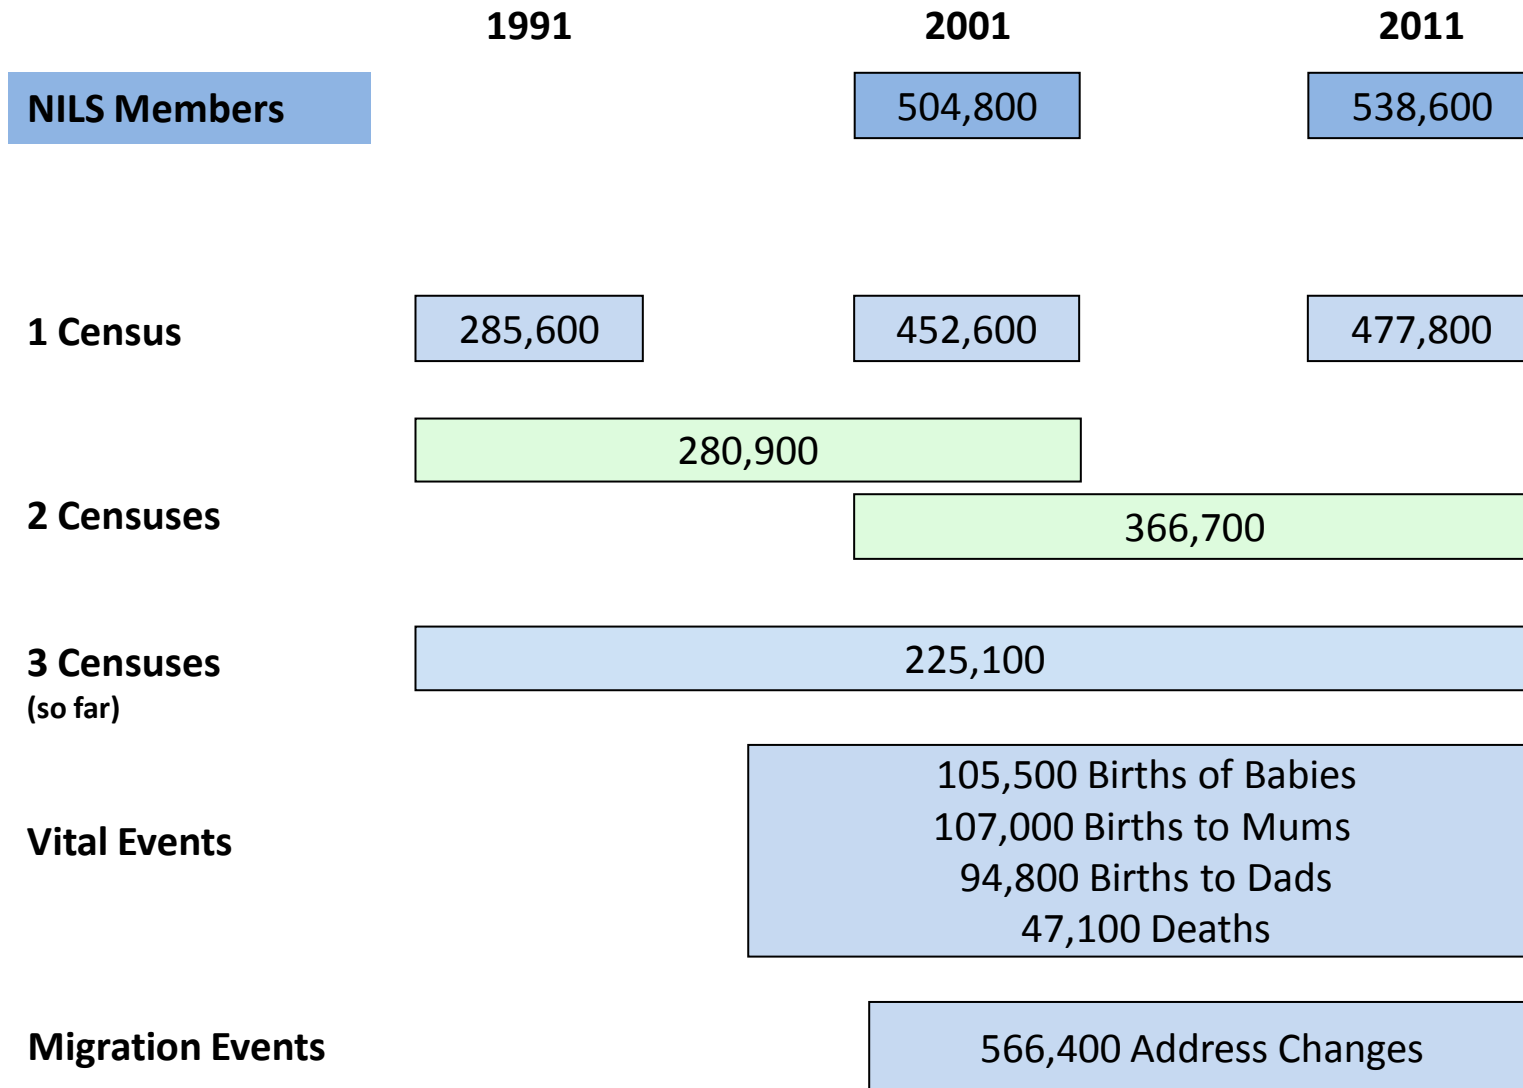 1991 2001 2011
NILS Members 504,800 538,600
1 Census 285,600 452,600 477,800
280,900
2 Censuses
366,700
3 Censuses 225,100
(so far)
105,500 Births of Babies
107,000 Births to Mums
Vital Events
94,800 Births to Dads
47,100 Deaths
Migration Events 566,400 Address Changes